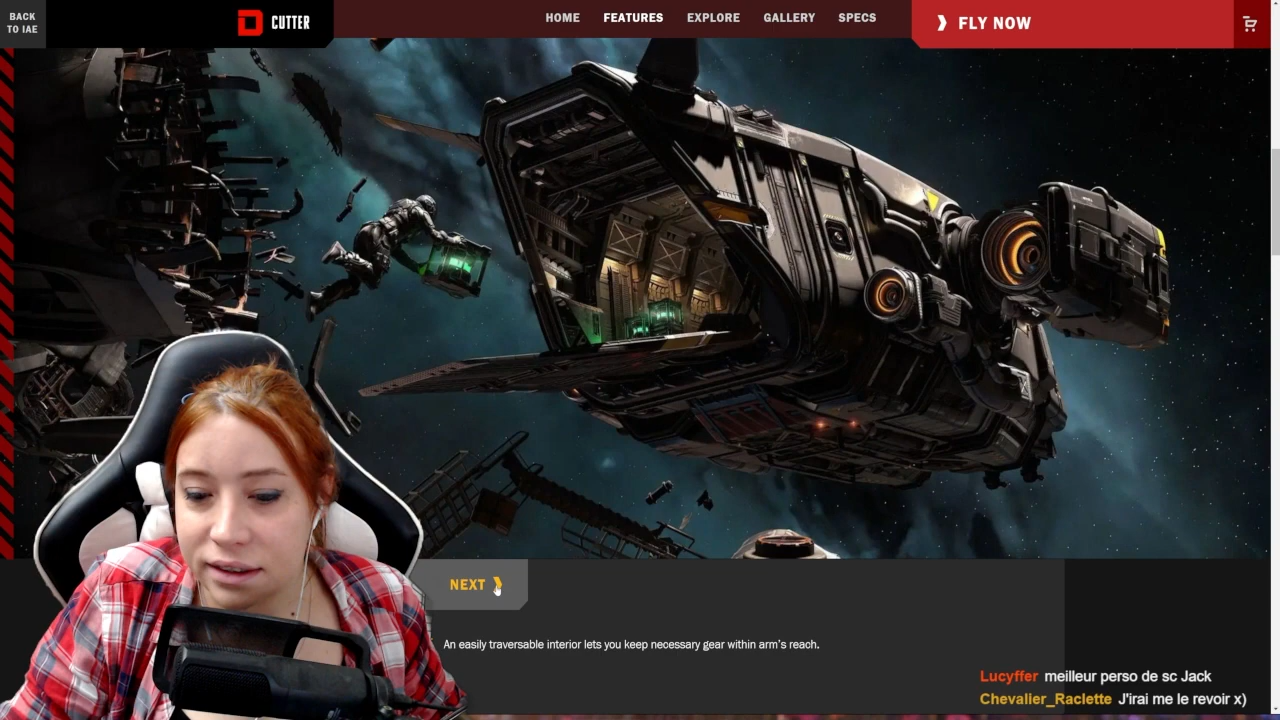 BACK
TO IAE
CUTTER
HOME FEATURES EXPLORE GALLERY SPECS
FLY NOW
NEXT
An easily traversable interior lets you keep necessary gear within arm's reach.
Lucyffer meilleur perso de sc Jack
Chevalier_Raclette J'irai me le revoir x)